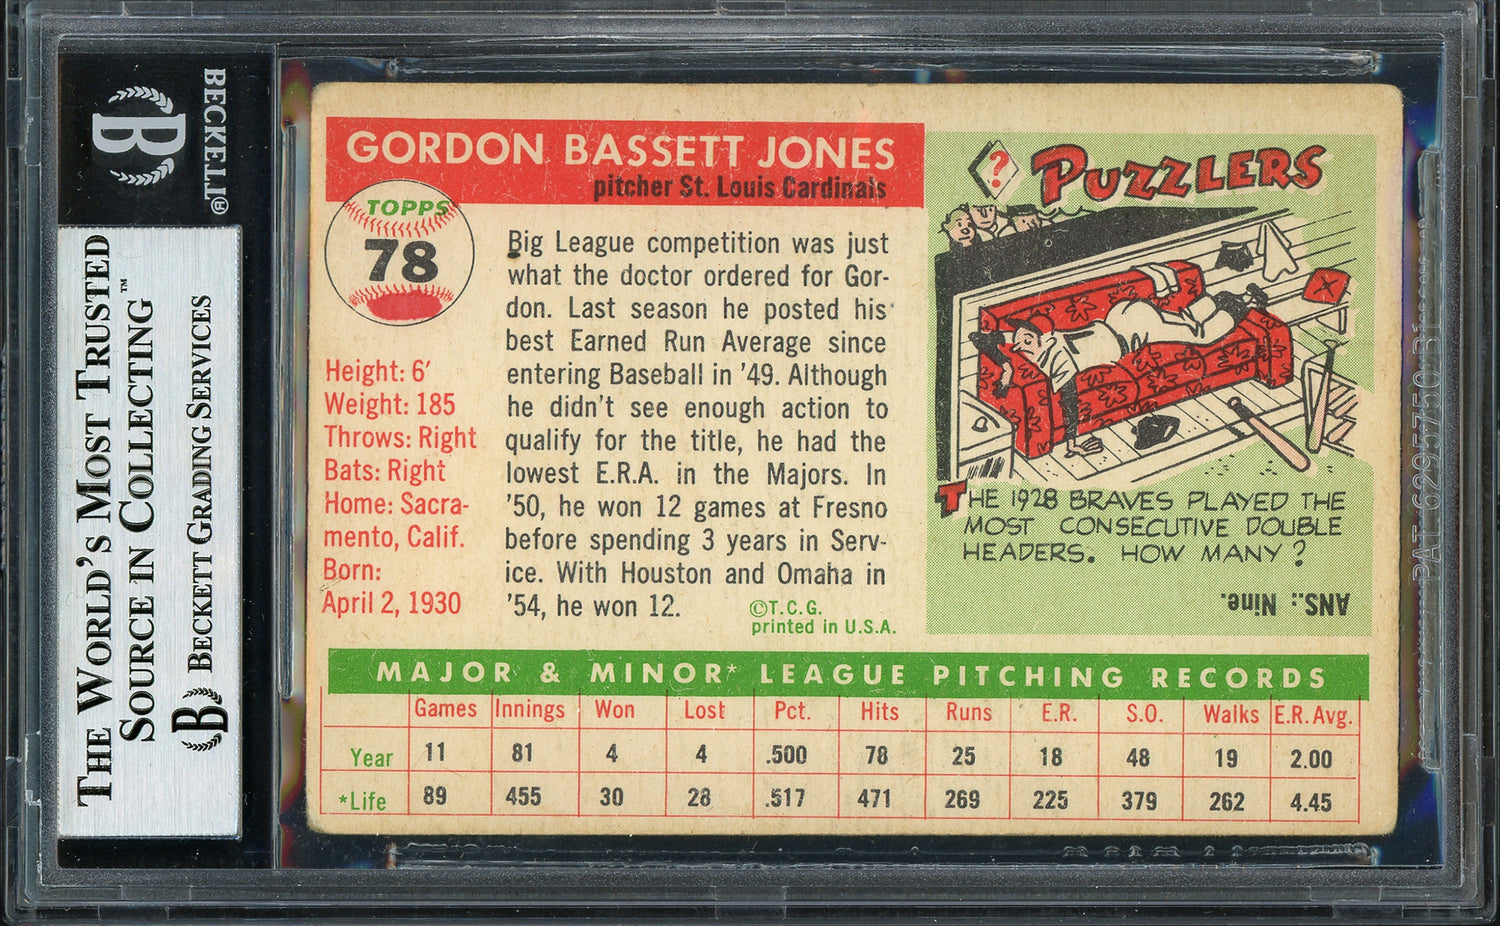 BECKETT®
B
THE WORLD'S MOST TRUSTED
SOURCE IN COLLECTING™
B BECKETT GRADING SERVICES
GORDON BASSETT JONES
pitcher St. Louis Cardinals
TOPPS
78
Height: 6'
Weight: 185
Throws: Right
Bats: Right
Home: Sacra-
mento, Calif.
Born:
April 2, 1930
Big League competition was just
what the doctor ordered for Gor-
don. Last season he posted his
best Earned Run Average since
entering Baseball in '49. Although
he didn't see enough action to
qualify for the title, he had the
lowest E.R.A. in the Majors. In
'50, he won 12 games at Fresno
before spending 3 years in Serv-
ice. With Houston and Omaha in
'54, he won 12.
©T.C.G.
printed in U.S.A.
? PUZZLERS
THE 1928 BRAVES PLAYED THE
MOST CONSECUTIVE DOUBLE
HEADERS. HOW MANY?
ANS.: Nine.
MAJOR & MINOR* LEAGUE PITCHING RECORDS
Games Innings Won Lost Pct. Hits Runs E.R. S.O. Walks E.R. Avg.
Year 11 81 4 4 .500 78 25 18 48 19 2.00
*Life 89 455 30 28 .517 471 269 225 379 262 4.45